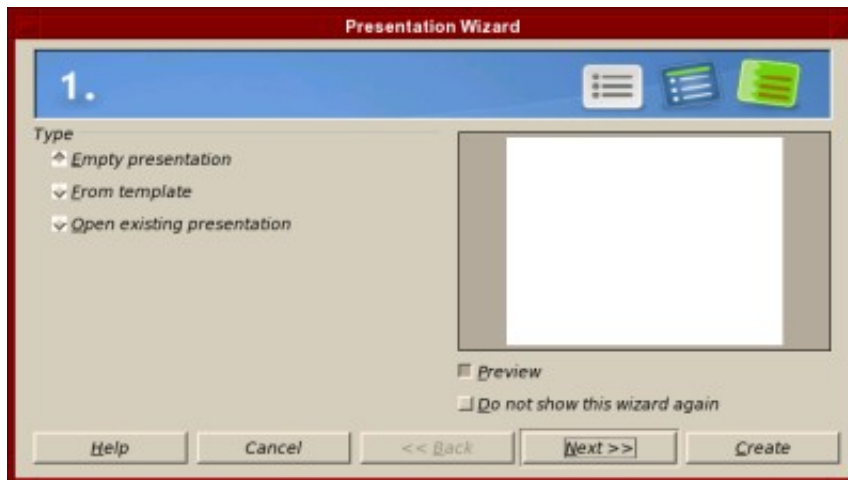 Presentation Wizard
1.
Type
Empty presentation
From template
Open existing presentation
Preview
Do not show this wizard again
Help Cancel << Back Next >> Create